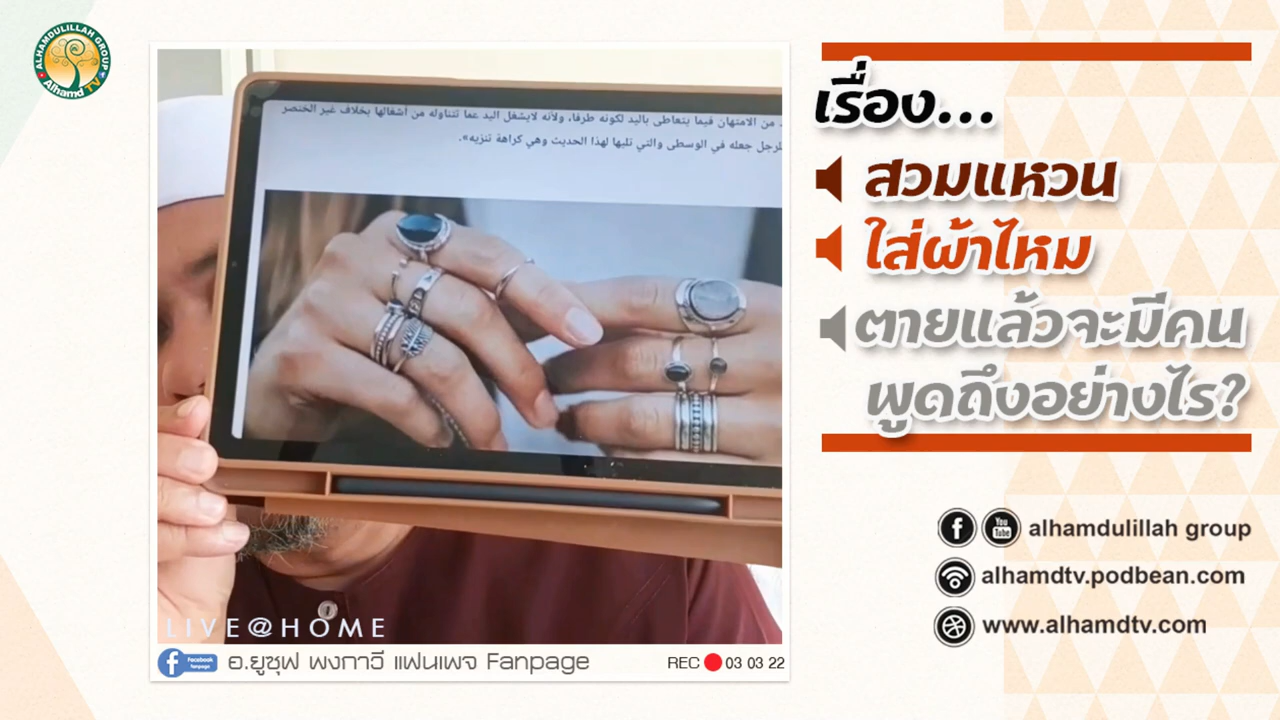 ALHAMDULILLAH GROUP
Alhamd TV
من الامتهان فيما يتعاطى باليد لكونه طرفا، ولأنه لايشغل اليد عما تتناوله من أشغالها بخلاف غير الخنصر
جعله في الوسطى والتي تليها لهذا الحديث وهي كراهة تنزيه».
LIVE@HOME
Facebook
fanpage
อ.ยูซุฟ พงกาวี แฟนเพจ Fanpage
REC 03 03 22
เรื่อง...
สวมแหวน
ใส่ผ้าไหม
ตายแล้วจะมีคน
พูดถึงอย่างไร?
f You Tube alhamdulillah group
alhamdtv.podbean.com
www.alhamdtv.com